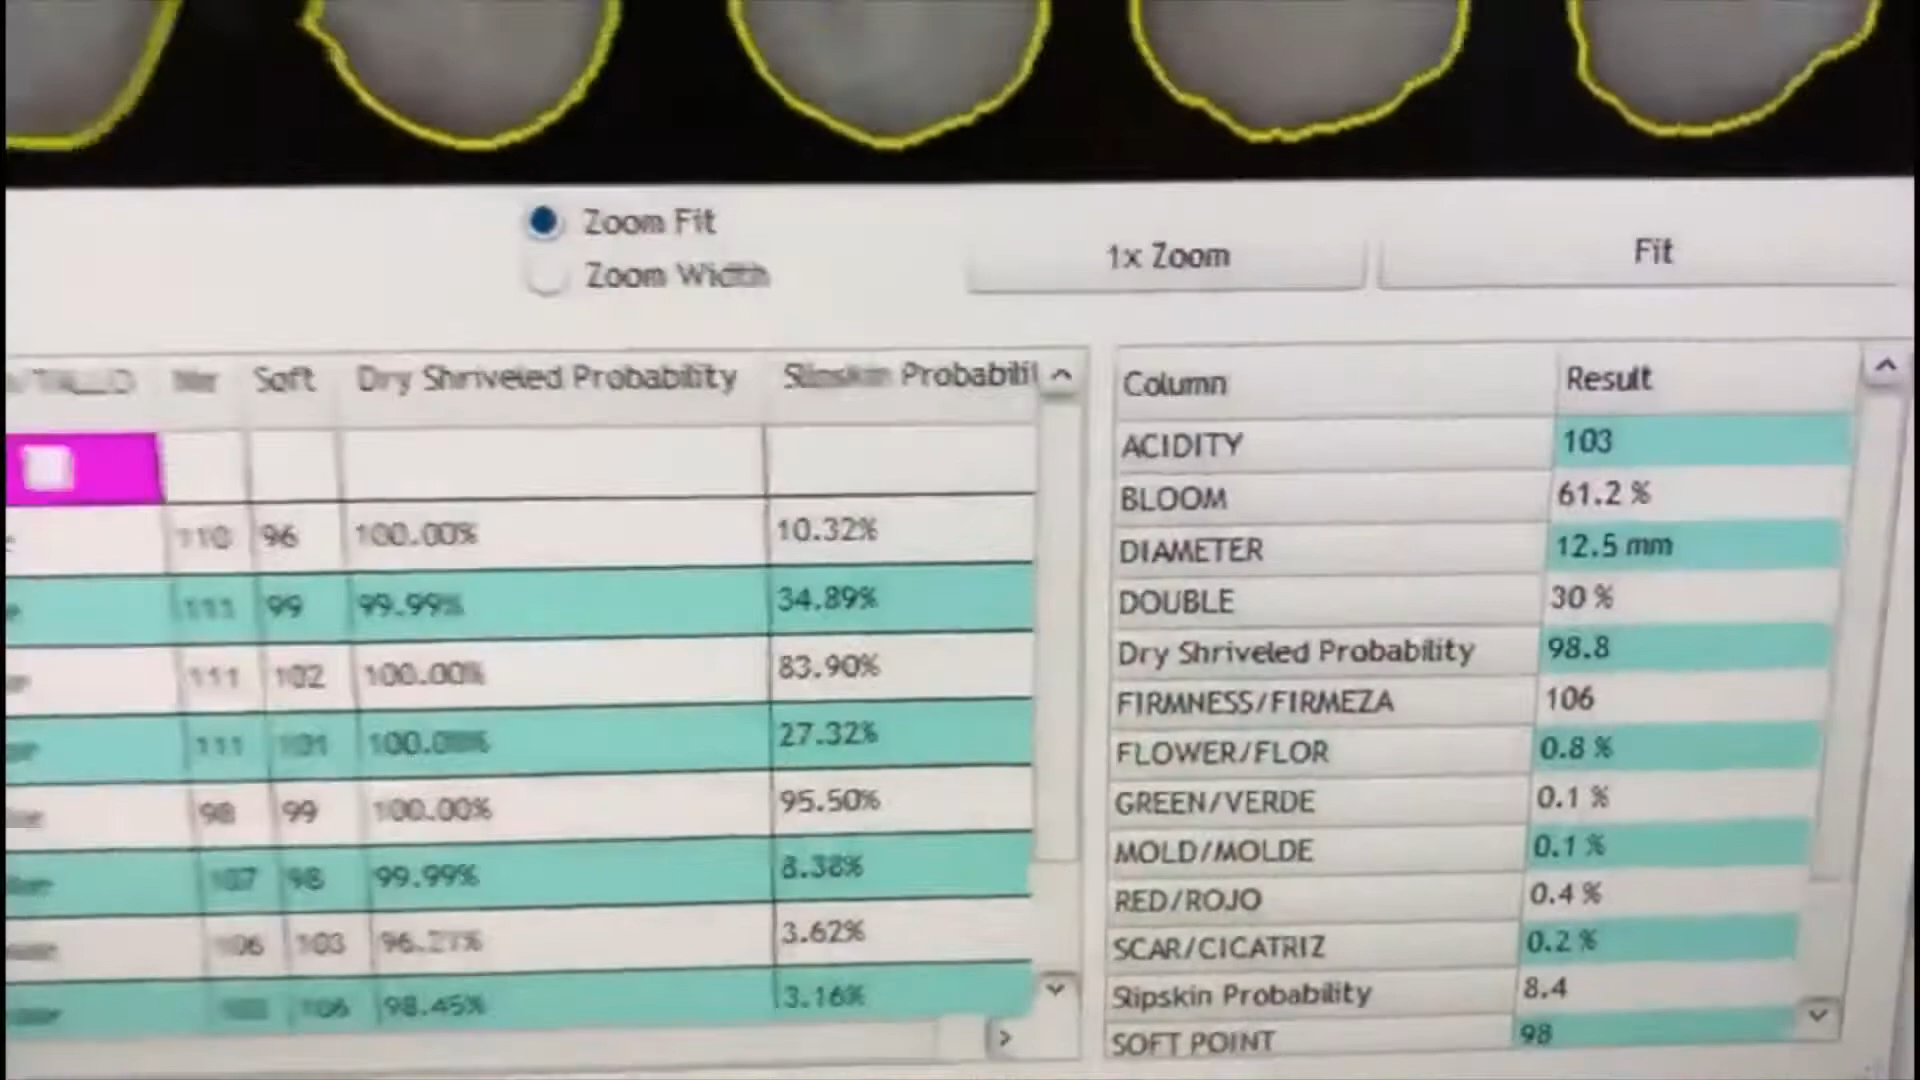 Zoom Fit
Zoom Width
1x Zoom
Fit
Soft Dry Shriveled Probability Slipskin Probabili
110 96 100.00% 10.32%
111 99 99.99% 34.89%
111 102 100.00% 83.90%
111 101 27.32%
98 99 100.00% 95.50%
107 98 99.99% 8.38%
106 103 3.62%
106 98.45% 3.16%
Column Result
ACIDITY 103
BLOOM 61.2 %
DIAMETER 12.5 mm
DOUBLE 30 %
Dry Shriveled Probability 98.8
FIRMNESS/FIRMEZA 106
FLOWER/FLOR 0.8 %
GREEN/VERDE 0.1 %
MOLD/MOLDE 0.1 %
RED/ROJO 0.4 %
SCAR/CICATRIZ 0.2 %
Slipskin Probability 8.4
SOFT POINT 98